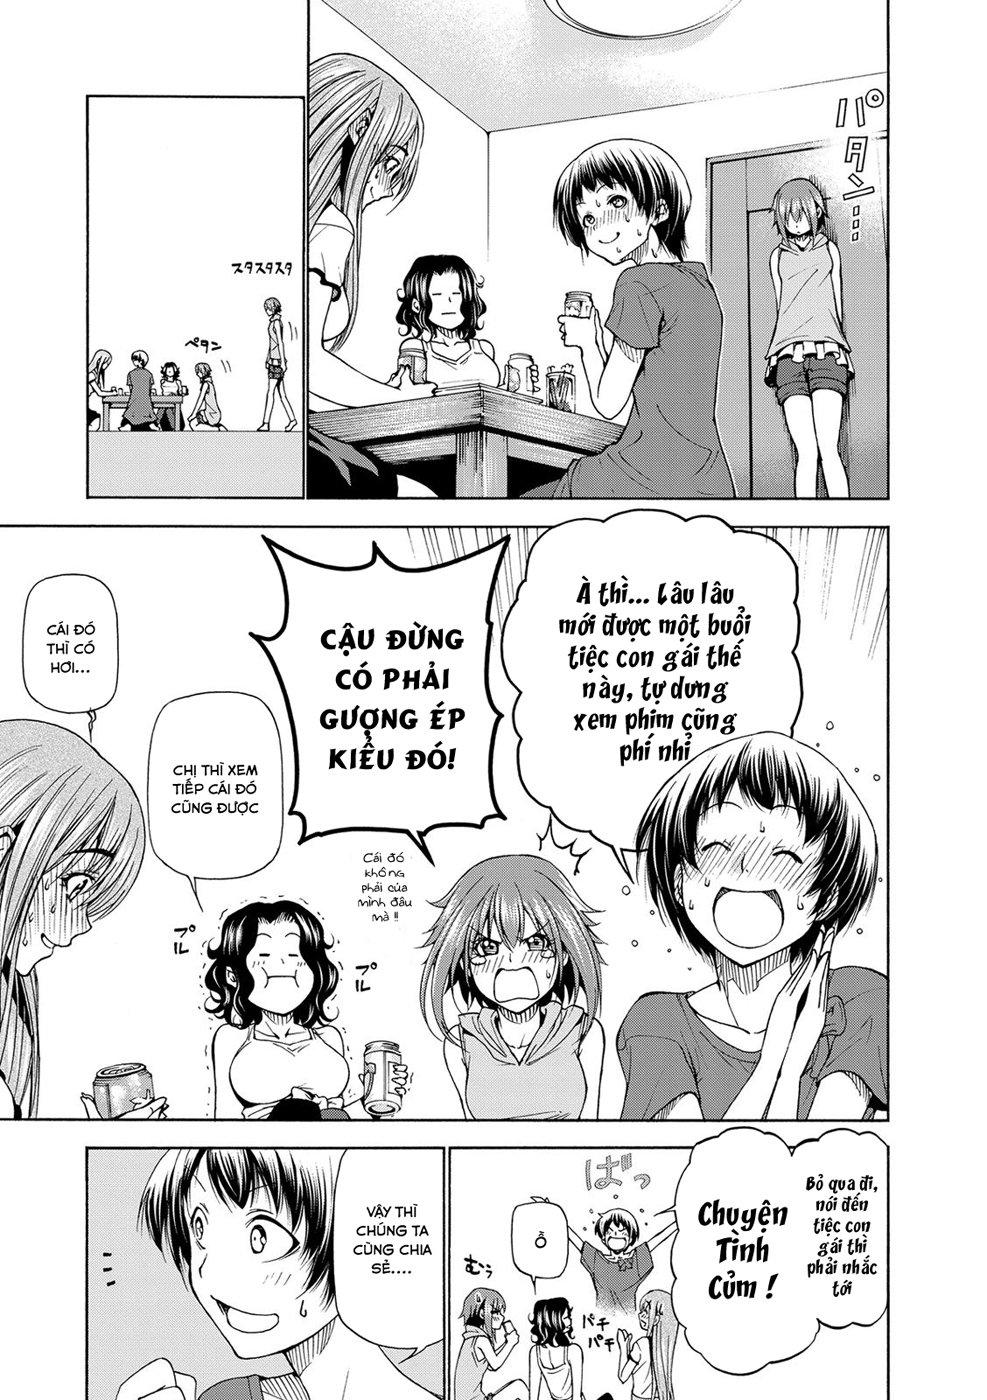 パタン…
スタスタスタ
ペタン
À thì... Lâu lâu
mới được một buổi
tiệc con gái thế
này, tự dưng
xem phim cũng
phí nhỉ
CẬU ĐỪNG
CÓ PHẢI
GƯỢNG ÉP
KIỂU ĐÓ!
Cái đó
không
phải của
mình đâu
mà !!
CHỊ THÌ XEM
TIẾP CÁI ĐÓ
CŨNG ĐƯỢC
CÁI ĐÓ
THÌ CÓ
HƠI...
プル
プル
Bỏ qua đi,
nói đến
tiệc con
gái thì
phải nhắc
tới
Chuyện
Tình
Củm !
ばっ
Ồ
むぅ
パチ
パチ
VẬY THÌ
CHÚNG TA
CÙNG CHIA
SẺ....